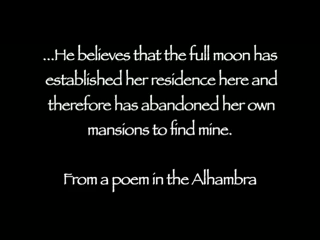 ...He believes that the full moon has
established her residence here and
therefore has abandoned her own
mansions to find mine.
From a poem in the Alhambra